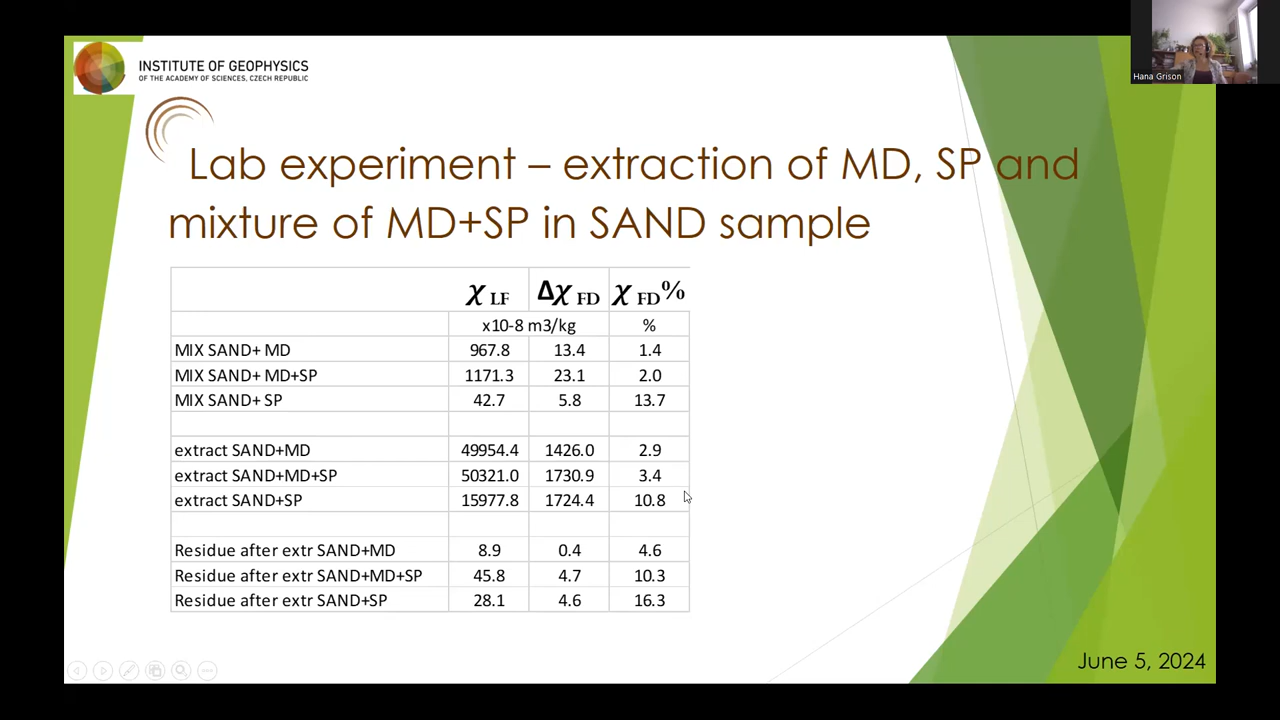 INSTITUTE OF GEOPHYSICS
OF THE ACADEMY OF SCIENCES, CZECH REPUBLIC
Hana Grison
Lab experiment – extraction of MD, SP and
mixture of MD+SP in SAND sample
χ LF Δχ FD χ FD%
x10-8 m3/kg %
MIX SAND+ MD 967.8 13.4 1.4
MIX SAND+ MD+SP 1171.3 23.1 2.0
MIX SAND+ SP 42.7 5.8 13.7
extract SAND+MD 49954.4 1426.0 2.9
extract SAND+MD+SP 50321.0 1730.9 3.4
extract SAND+SP 15977.8 1724.4 10.8
Residue after extr SAND+MD 8.9 0.4 4.6
Residue after extr SAND+MD+SP 45.8 4.7 10.3
Residue after extr SAND+SP 28.1 4.6 16.3
June 5, 2024